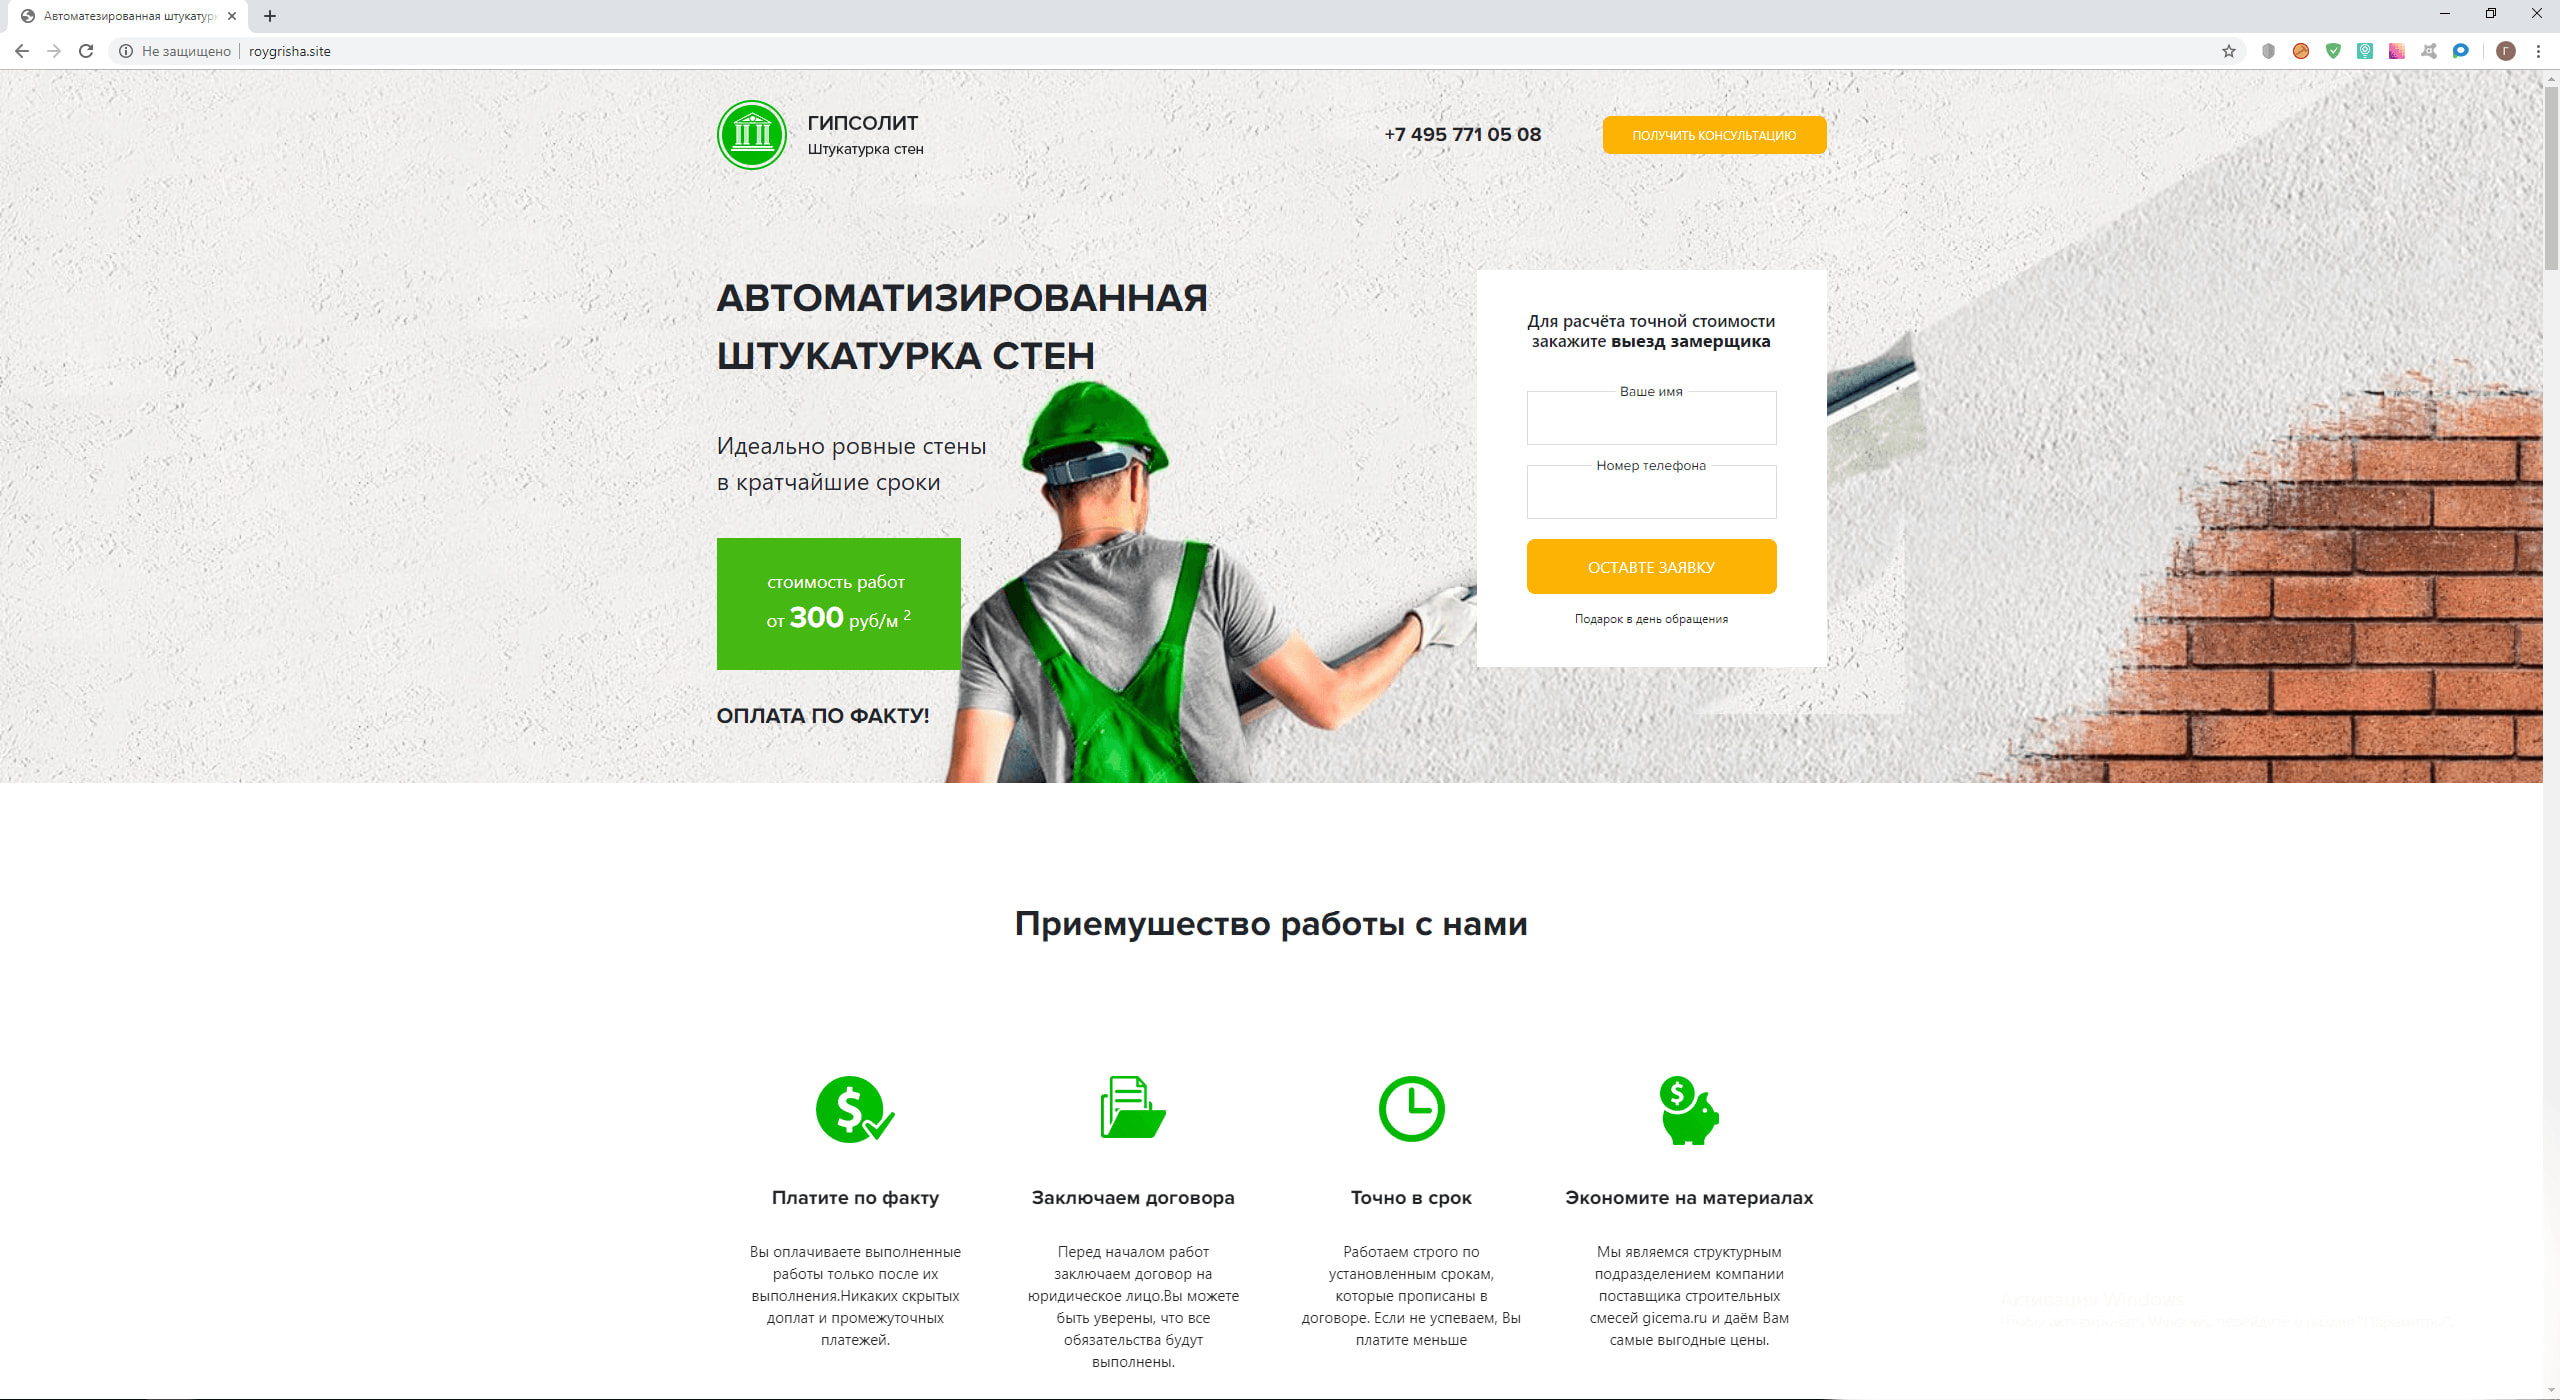 Автоматезированная штукатурк
Не защищено
roygrisha.site
Г
ГИПСОЛИТ
Штукатурка стен
+7 495 771 05 08
ПОЛУЧИТЬ КОНСУЛЬТАЦИЮ
АВТОМАТИЗИРОВАННАЯ
ШТУКАТУРКА СТЕН
Идеально ровные стены
в кратчайшие сроки
стоимость работ
от 300 руб/м 2
ОПЛАТА ПО ФАКТУ!
Для расчёта точной стоимости
закажите выезд замерщика
Ваше имя
Номер телефона
ОСТАВТЕ ЗАЯВКУ
Подарок в день обращения
Приемушество работы с нами
Платите по факту
Вы оплачиваете выполненные
работы только после их
выполнения.Никаких скрытых
доплат и промежуточных
платежей.
Заключаем договора
Перед началом работ
заключаем договор на
юридическое лицо.Вы можете
быть уверены, что все
обязательства будут
выполнены.
Точно в срок
Работаем строго по
установленным срокам,
которые прописаны в
договоре. Если не успеваем, Вы
платите меньше
Экономите на материалах
Мы являемся структурным
подразделением компании
поставщика строительных
смесей gicema.ru и даём Вам
самые выгодные цены.
Активация Windows